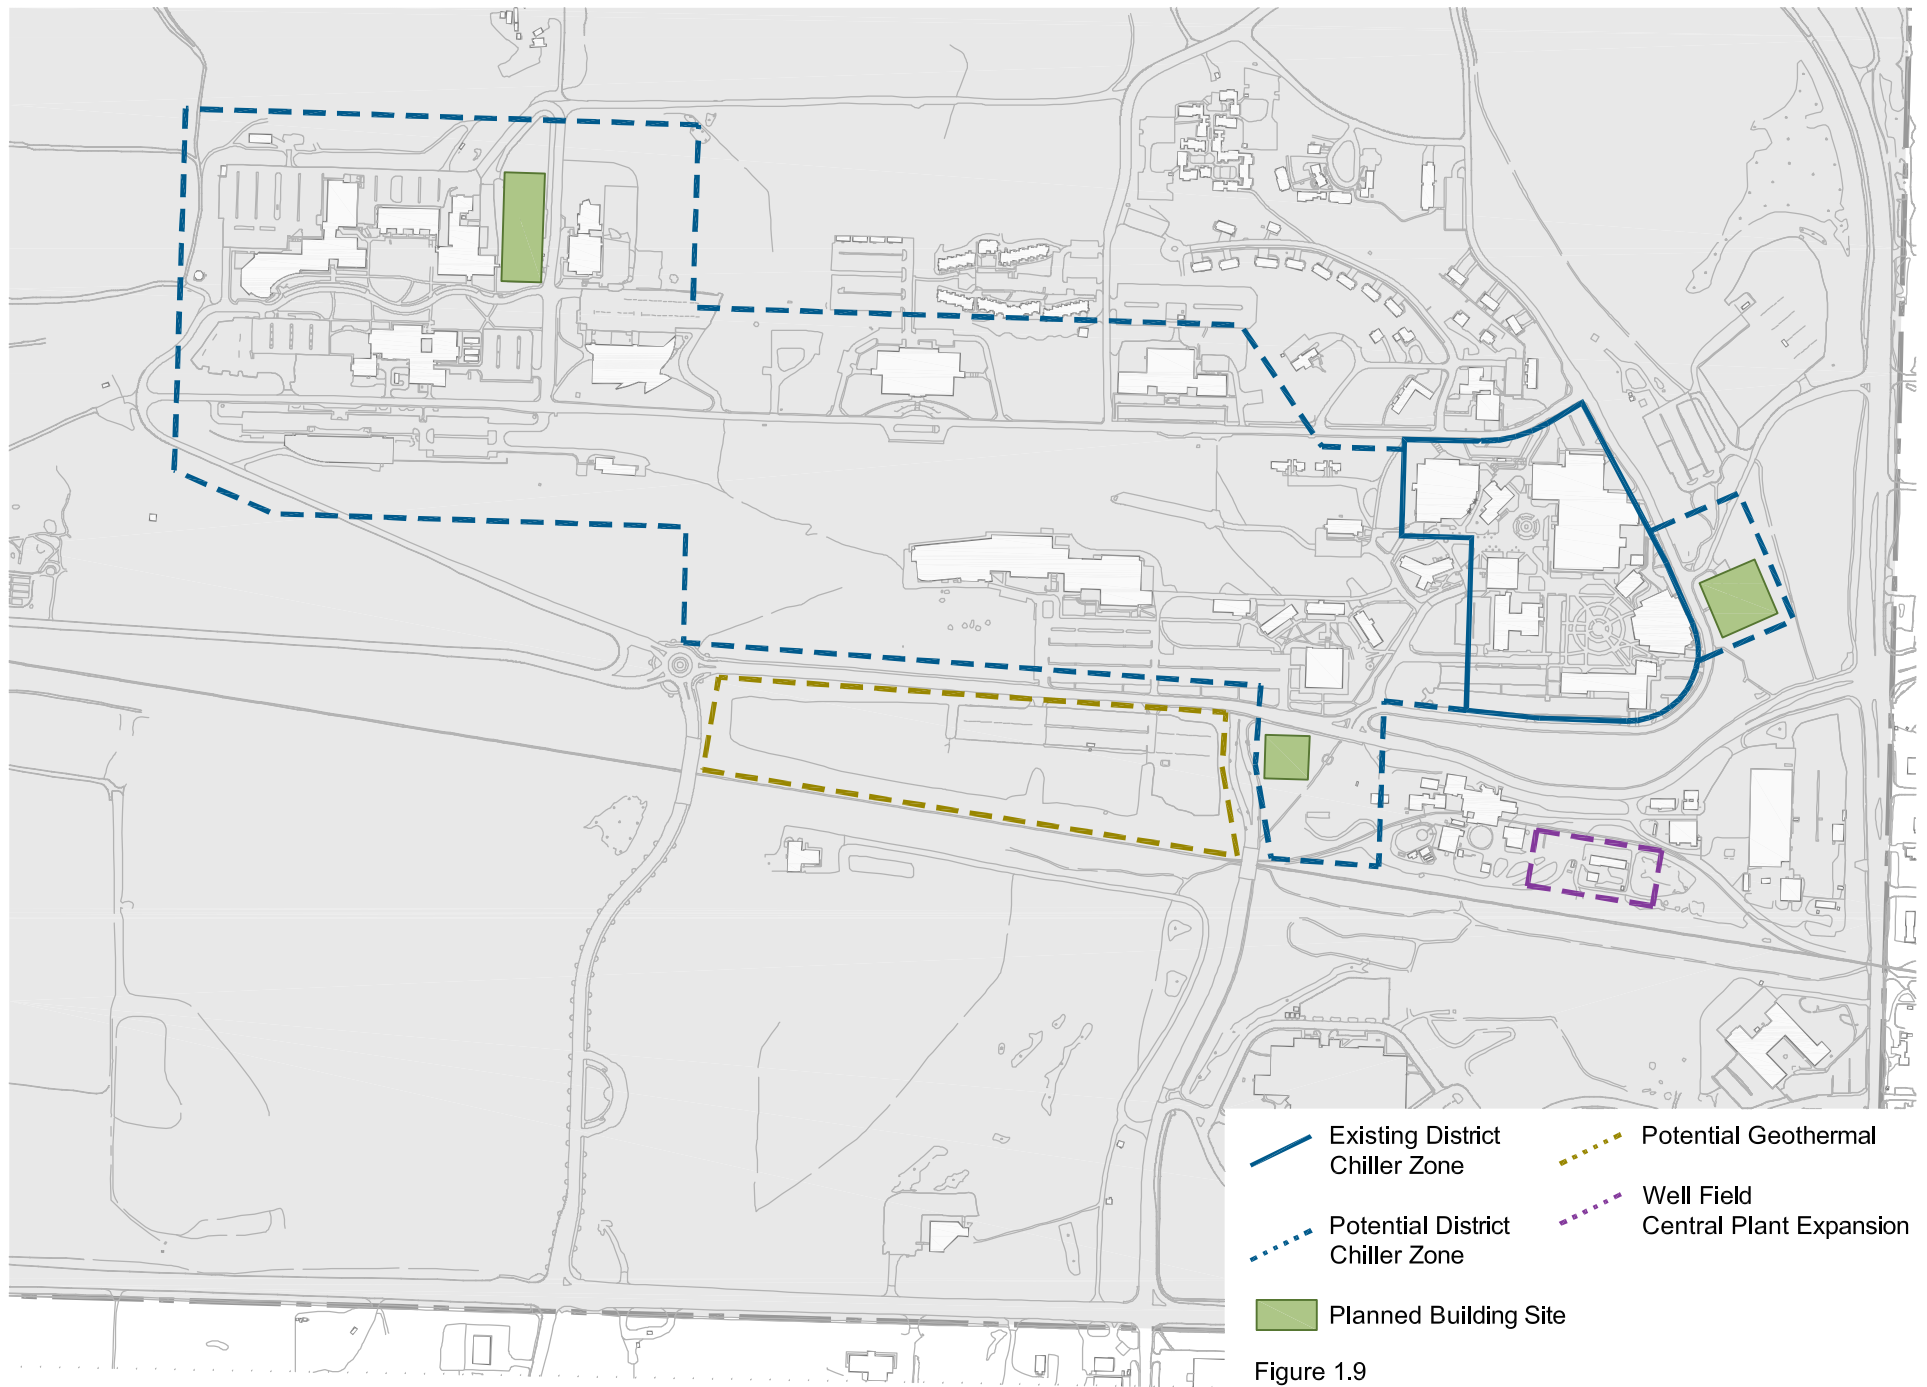 Existing District
Chiller Zone
Potential District
Chiller Zone
Planned Building Site
Potential Geothermal
Well Field
Central Plant Expansion
Figure 1.9